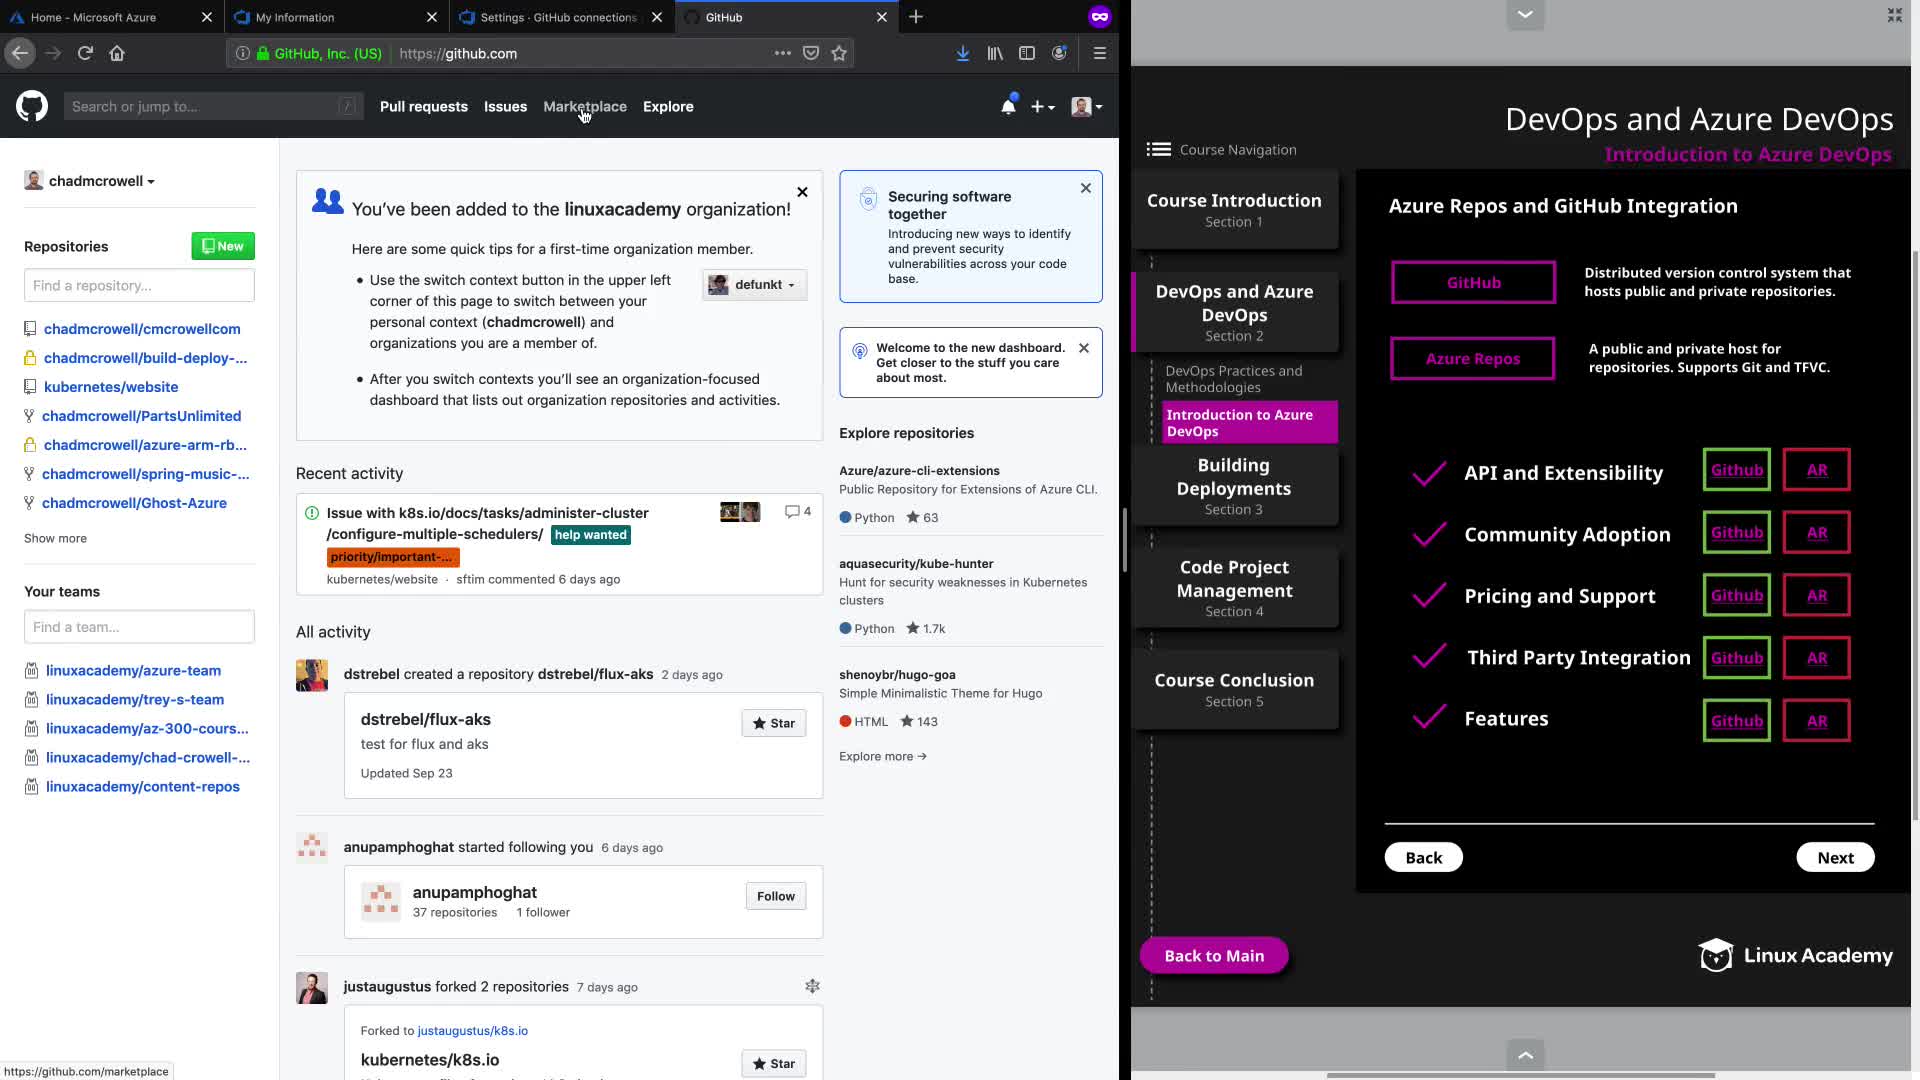 Home - Microsoft Azure
My Information
Settings · GitHub connections
GitHub
GitHub, Inc. (US)
https://github.com
Search or jump to...
/
Pull requests
Issues
Marketplace
Explore
chadmcrowell
Repositories
New
Find a repository...
chadmcrowell/cmcrowellcom
chadmcrowell/build-deploy-...
kubernetes/website
chadmcrowell/PartsUnlimited
chadmcrowell/azure-arm-rb...
chadmcrowell/spring-music-...
chadmcrowell/Ghost-Azure
Show more
Your teams
Find a team...
linuxacademy/azure-team
linuxacademy/trey-s-team
linuxacademy/az-300-cours...
linuxacademy/chad-crowell-...
linuxacademy/content-repos
https://github.com/marketplace
You've been added to the linuxacademy organization!
Here are some quick tips for a first-time organization member.
Use the switch context button in the upper left
corner of this page to switch between your
personal context (chadmcrowell) and
organizations you are a member of.
defunkt
After you switch contexts you'll see an organization-focused
dashboard that lists out organization repositories and activities.
Recent activity
Issue with k8s.io/docs/tasks/administer-cluster
/configure-multiple-schedulers/ help wanted
priority/important-...
4
kubernetes/website · sftim commented 6 days ago
All activity
dstrebel created a repository dstrebel/flux-aks 2 days ago
dstrebel/flux-aks
Star
test for flux and aks
Updated Sep 23
anupamphoghat started following you 6 days ago
anupamphoghat
Follow
37 repositories 1 follower
justaugustus forked 2 repositories 7 days ago
Forked to justaugustus/k8s.io
kubernetes/k8s.io
Star
Securing software
together
Introducing new ways to identify
and prevent security
vulnerabilities across your code
base.
Welcome to the new dashboard.
Get closer to the stuff you care
about most.
Explore repositories
Azure/azure-cli-extensions
Public Repository for Extensions of Azure CLI.
Python 63
aquasecurity/kube-hunter
Hunt for security weaknesses in Kubernetes
clusters
Python 1.7k
shenoybr/hugo-goa
Simple Minimalistic Theme for Hugo
HTML 143
Explore more →
DevOps and Azure DevOps
Introduction to Azure DevOps
Course Navigation
Course Introduction
Section 1
DevOps and Azure
DevOps
Section 2
DevOps Practices and
Methodologies
Introduction to Azure
DevOps
Building
Deployments
Section 3
Code Project
Management
Section 4
Course Conclusion
Section 5
Back to Main
Azure Repos and GitHub Integration
GitHub
Distributed version control system that
hosts public and private repositories.
Azure Repos
A public and private host for
repositories. Supports Git and TFVC.
API and Extensibility Github AR
Community Adoption Github AR
Pricing and Support Github AR
Third Party Integration Github AR
Features Github AR
Back
Next
Linux Academy